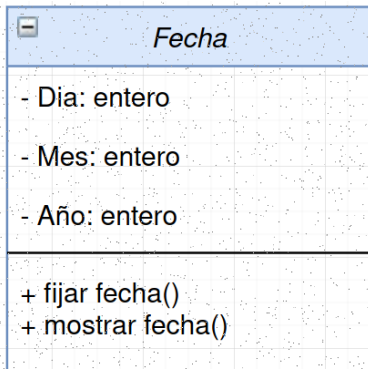 Fecha
- Dia: entero
- Mes: entero
- Año: entero
+ fijar fecha()
+ mostrar fecha()